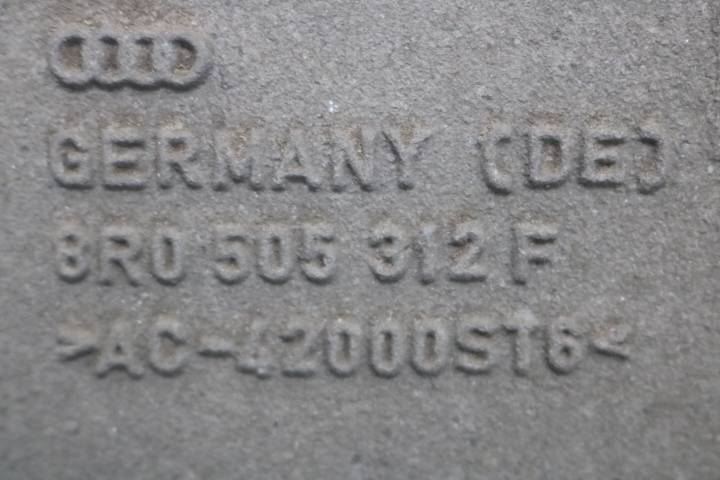 GERMANY (DE)
8R0 505 312 F
>AC-42000ST6<